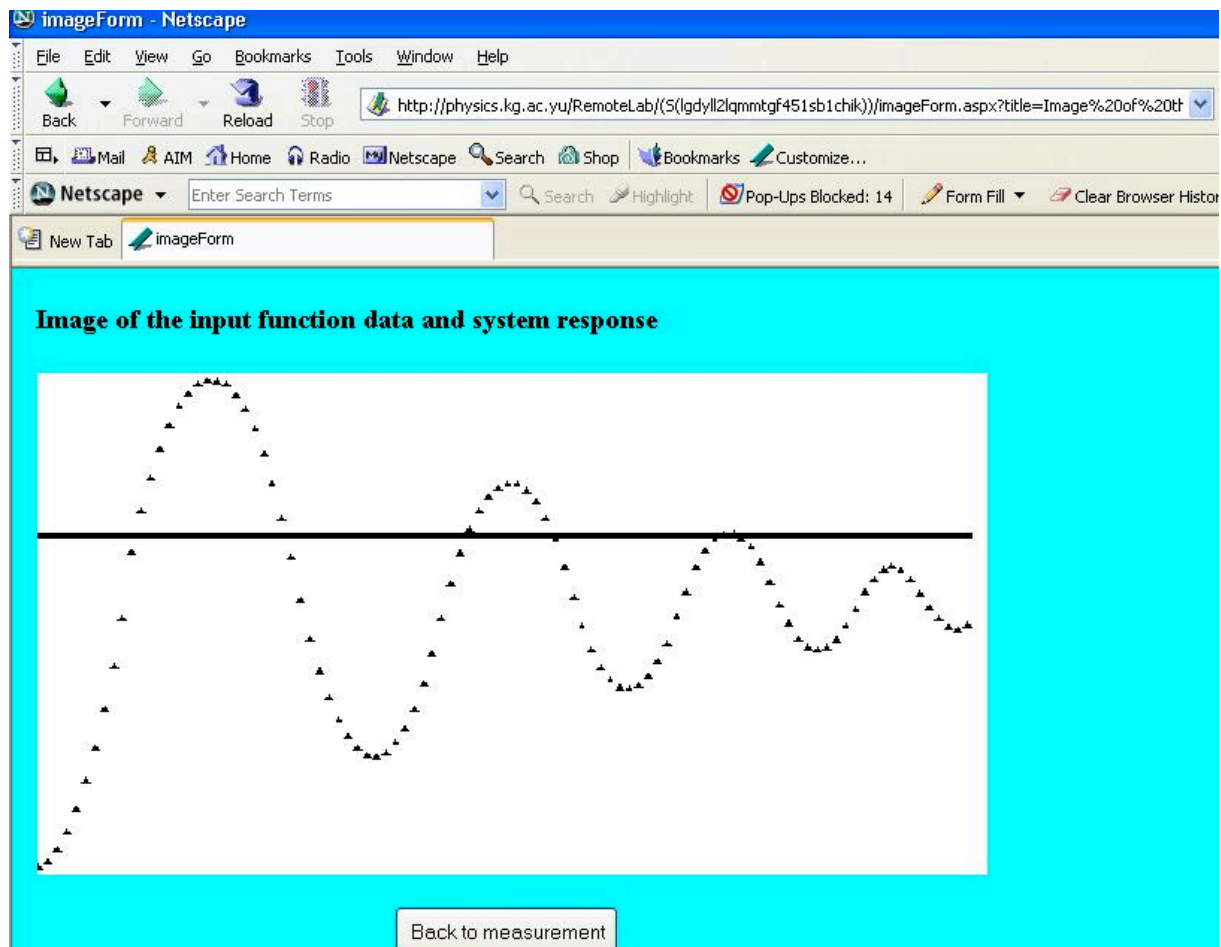 imageForm - Netscape
File Edit View Go Bookmarks Tools Window Help
Back Forward Reload Stop http://physics.kg.ac.yu/RemoteLab/(S(lgdyll2lqmmtgf451sb1chik))/imageForm.aspx?title=Image%20of%20th
Mail AIM Home Radio Netscape Search Shop Bookmarks Customize...
Netscape Enter Search Terms Search Highlight Pop-Ups Blocked: 14 Form Fill Clear Browser Histor
New Tab imageForm
Image of the input function data and system response
Back to measurement